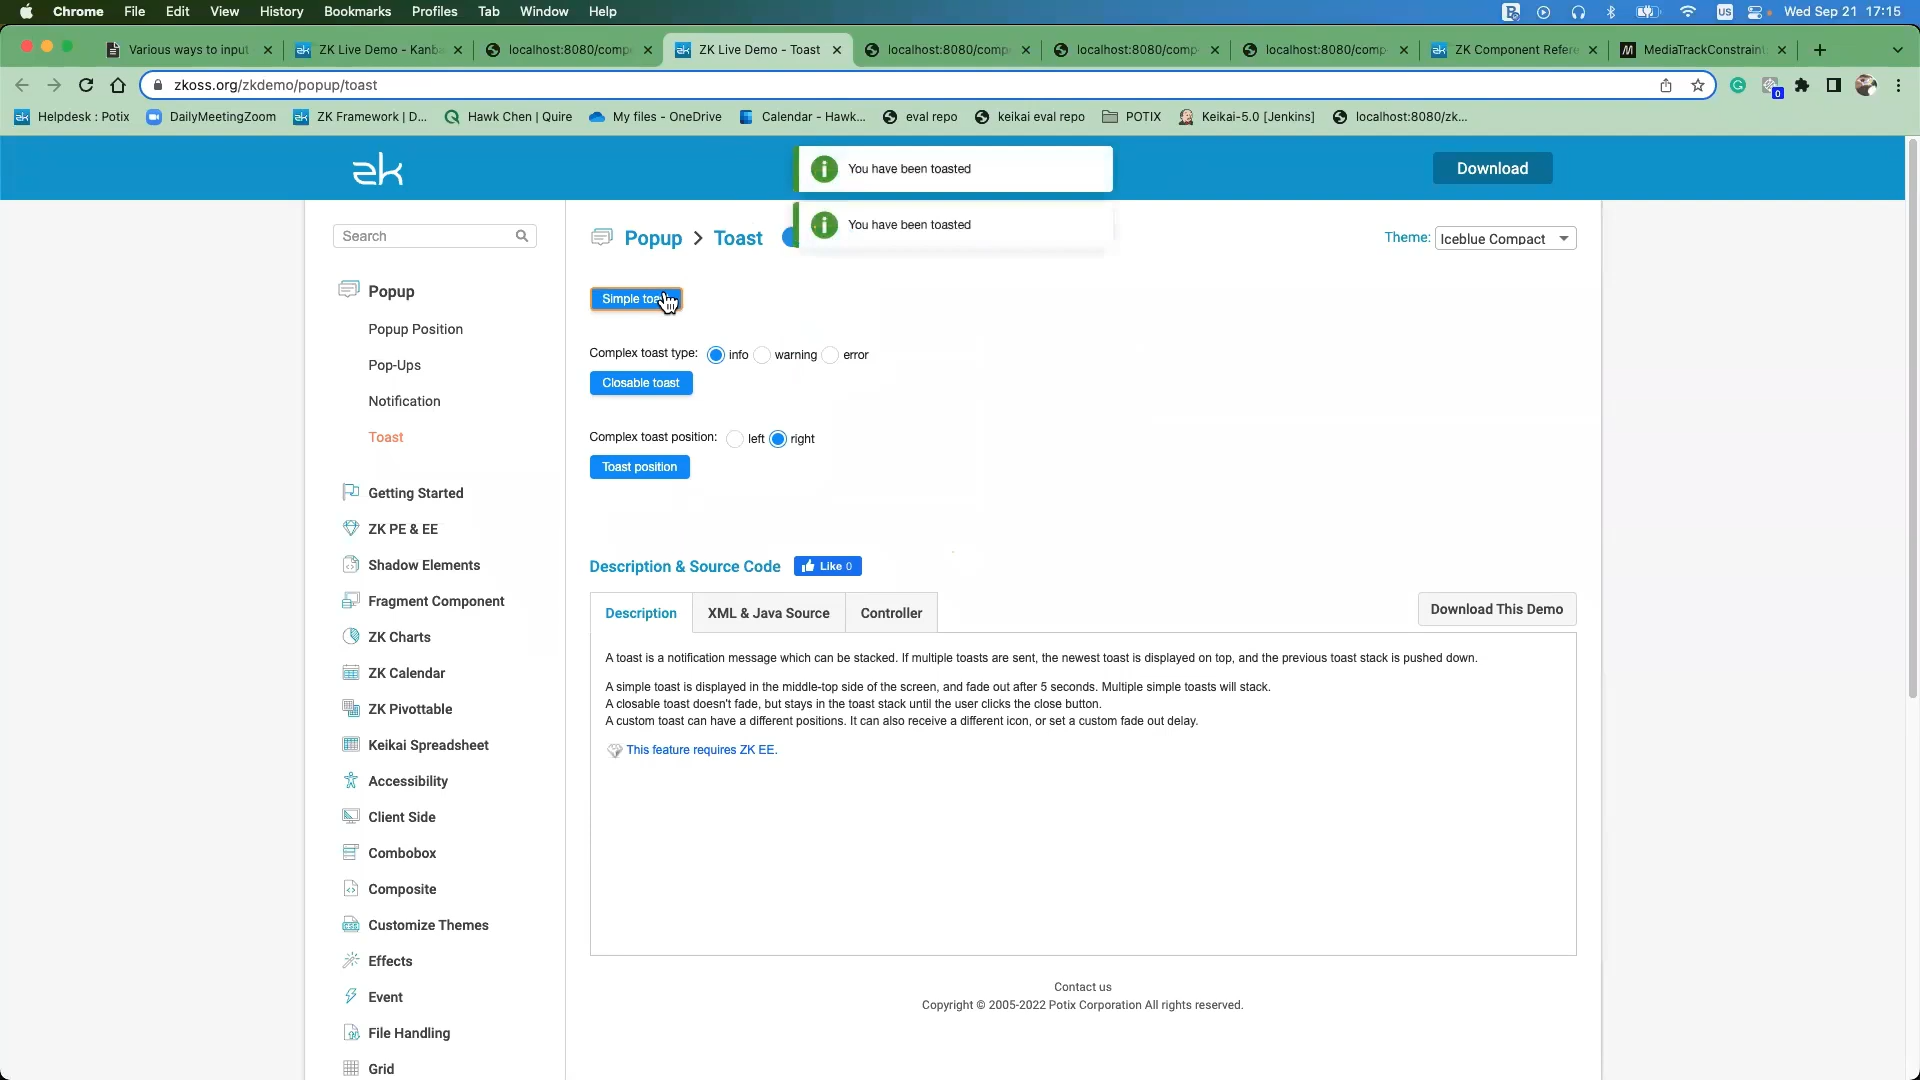 Chrome File Edit View History Bookmarks Profiles Tab Window Help US Wed Sep 21 17:15
Various ways to input ZK Live Demo - Kanba localhost:8080/comp ZK Live Demo - Toast localhost:8080/comp localhost:8080/comp localhost:8080/comp ZK Component Refere MediaTrackConstraint
zkoss.org/zkdemo/popup/toast 0
Helpdesk : Potix DailyMeetingZoom ZK Framework | D... Hawk Chen | Quire My files - OneDrive Calendar - Hawk... eval repo keikai eval repo POTIX Keikai-5.0 [Jenkins] localhost:8080/zk...
zk You have been toasted Download
You have been toasted
Search Popup > Toast Theme: Iceblue Compact
Popup
Popup Position
Pop-Ups
Notification
Toast
Getting Started
ZK PE & EE
Shadow Elements
Fragment Component
ZK Charts
ZK Calendar
ZK Pivottable
Keikai Spreadsheet
Accessibility
Client Side
Combobox
Composite
Customize Themes
Effects
Event
File Handling
Grid
Simple
Complex toast type: info warning error
Closable toast
Complex toast position: left right
Toast position
Description & Source Code Like 0
Description XML & Java Source Controller Download This Demo
A toast is a notification message which can be stacked. If multiple toasts are sent, the newest toast is displayed on top, and the previous toast stack is pushed down.
A simple toast is displayed in the middle-top side of the screen, and fade out after 5 seconds. Multiple simple toasts will stack.
A closable toast doesn't fade, but stays in the toast stack until the user clicks the close button.
A custom toast can have a different positions. It can also receive a different icon, or set a custom fade out delay.
This feature requires ZK EE.
Contact us
Copyright © 2005-2022 Potix Corporation All rights reserved.